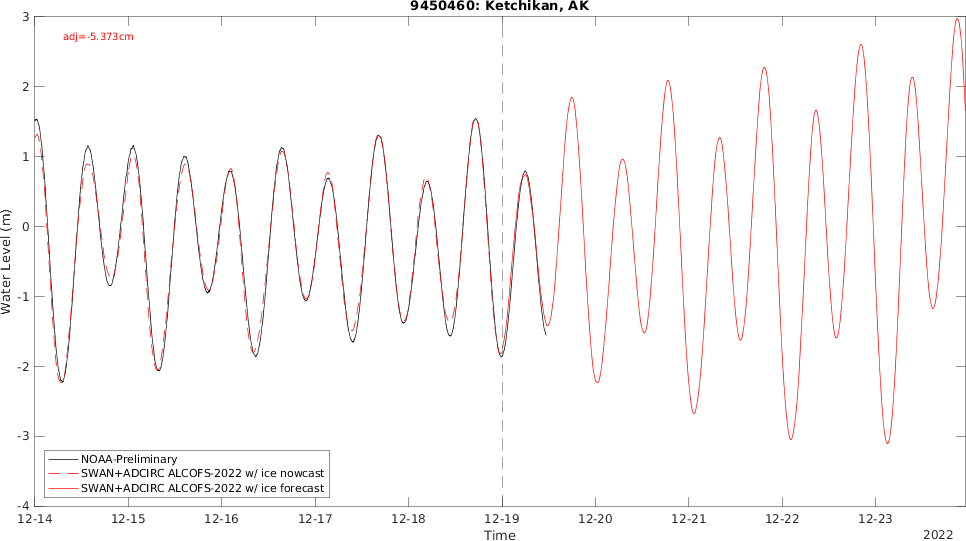 9450460: Ketchikan, AK
adj=-5.373cm
3
2
1
0
-1
-2
-3
-4
Water Level (m)
NOAA-Preliminary
SWAN+ADCIRC ALCOFS-2022 w/ ice nowcast
SWAN+ADCIRC ALCOFS-2022 w/ ice forecast
12-14 12-15 12-16 12-17 12-18 12-19 12-20 12-21 12-22 12-23
Time
2022